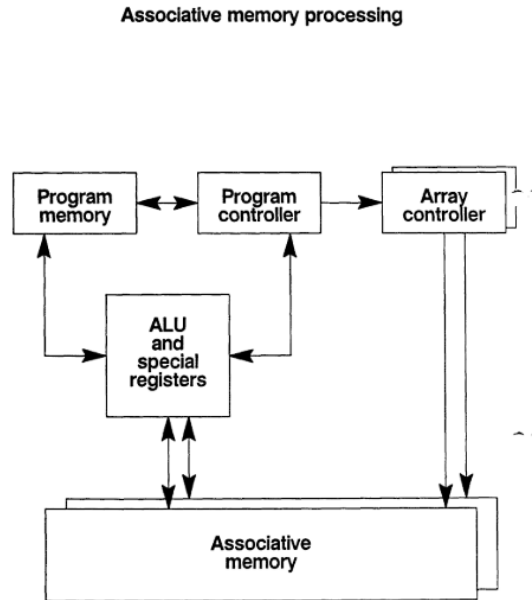 Associative memory processing
Program
memory
Program
controller
Array
controller
ALU
and
special
registers
Associative
memory